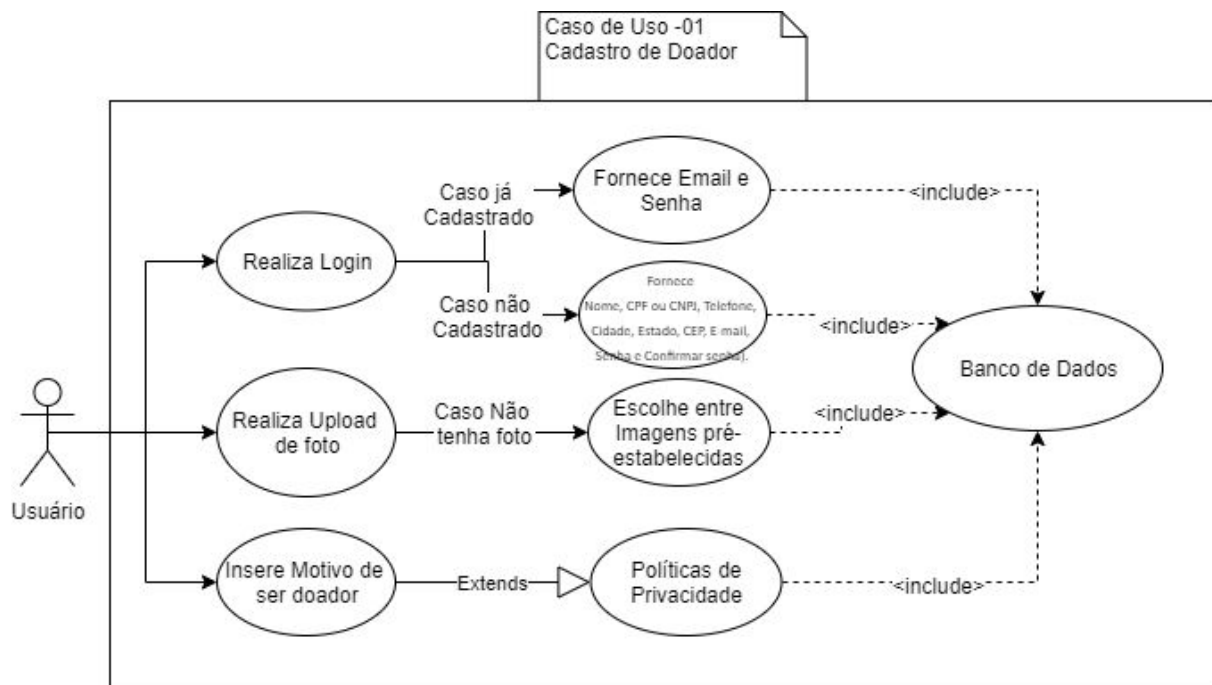 Caso de Uso -01
Cadastro de Doador
Fornece Email e
Senha
<include>
Caso já
Cadastrado
Realiza Login
Caso não
Cadastrado
Fornece
Nome, CPF ou CNPJ, Telefone,
Cidade, Estado, CEP, E-mail,
Senha e Confirmar senha).
<include>
Banco de Dados
Realiza Upload
de foto
Caso Não
tenha foto
Escolhe entre
Imagens pré-
estabelecidas
<include>
Usuário
Insere Motivo de
ser doador
Extends
Políticas de
Privacidade
<include>